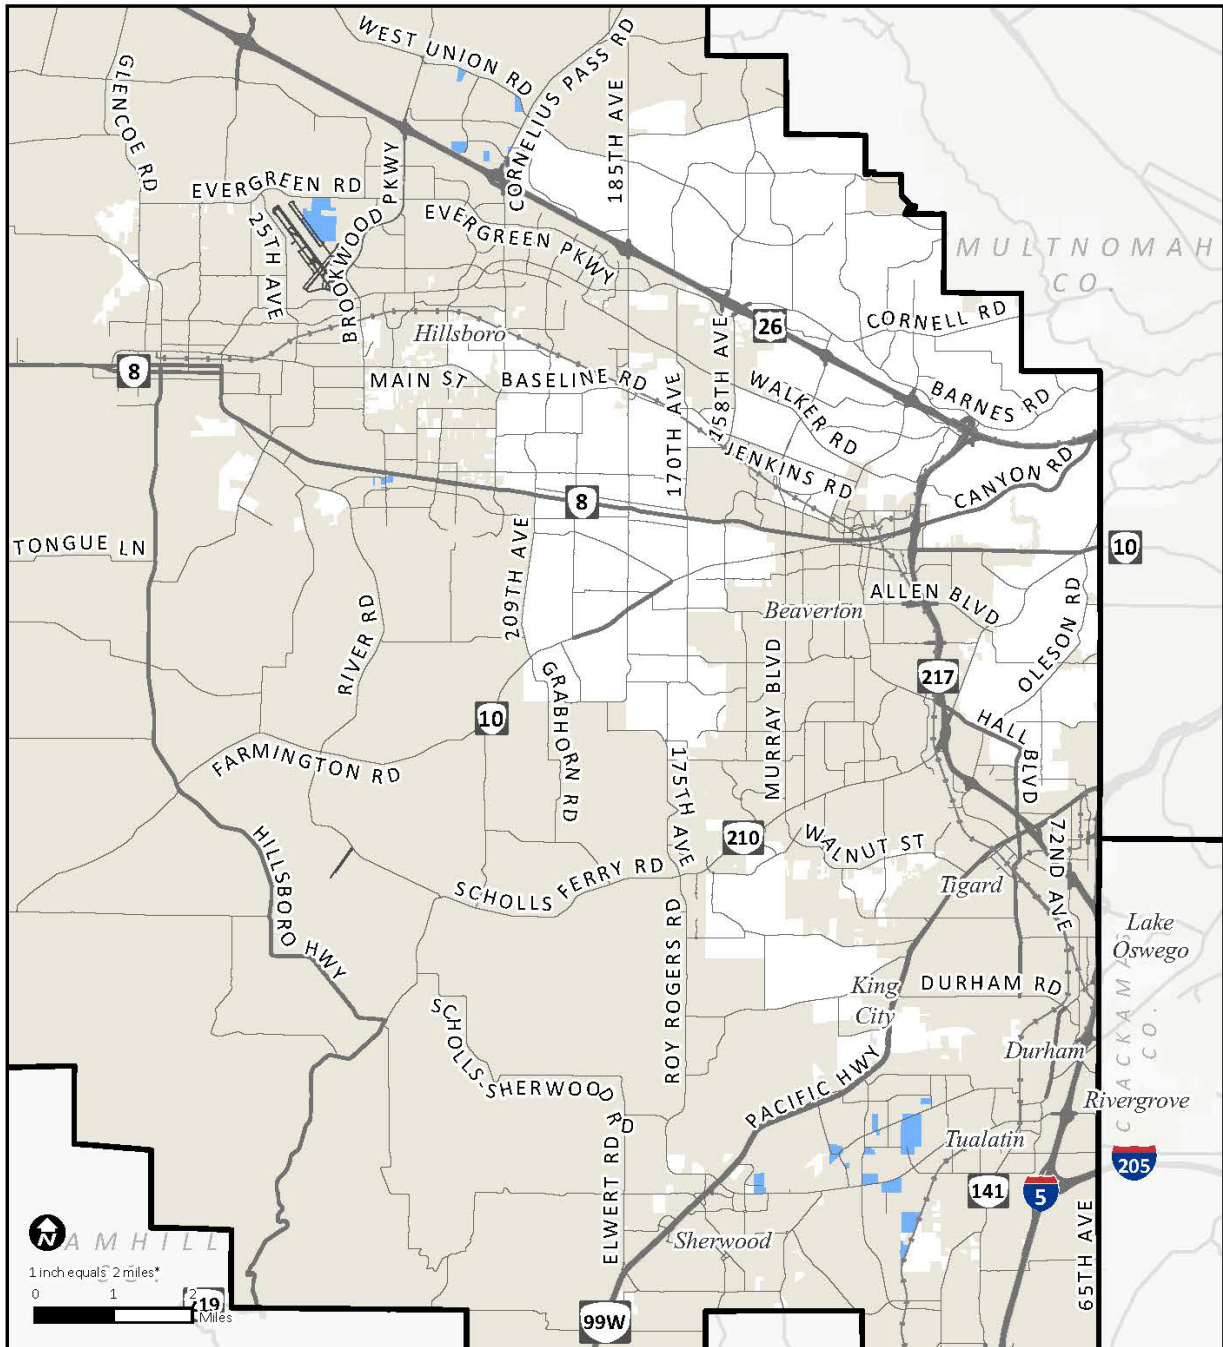 WEST UNION RD
CORNELIUS PASS RD
GLENCOE RD
185TH AVE
EVERGREEN RD
BROOKWOOD PKWY
25TH AVE
EVERGREEN PKWY
MULTNOMAH
CO.
CORNELL RD
26
Hillsboro
158TH AVE
8
MAIN ST
BASELINE RD
170TH AVE
WALKER RD
BARNES RD
JENKINS RD
CANYON RD
8
TONGUE LN
209TH AVE
10
ALLEN BLVD
Beaverton
RIVER RD
OLESON RD
MURRAY BLVD
217
GRABHORN RD
10
HALL BLVD
FARMINGTON RD
175TH AVE
210
WALNUT ST
72ND AVE
HILLSBORO HWY
SCHOLLS FERRY RD
Tigard
Lake
Oswego
ROY ROGERS RD
King
City
DURHAM RD
CLACKAMAS
CO.
SCHOLLS-SHERWOOD RD
Durham
PACIFIC HWY
Rivergrove
Tualatin
205
ELWERT RD
141
5
65TH AVE
Sherwood
N
AMHILL
1 inch equals 2 miles*
0 1 2
Miles
219
99W